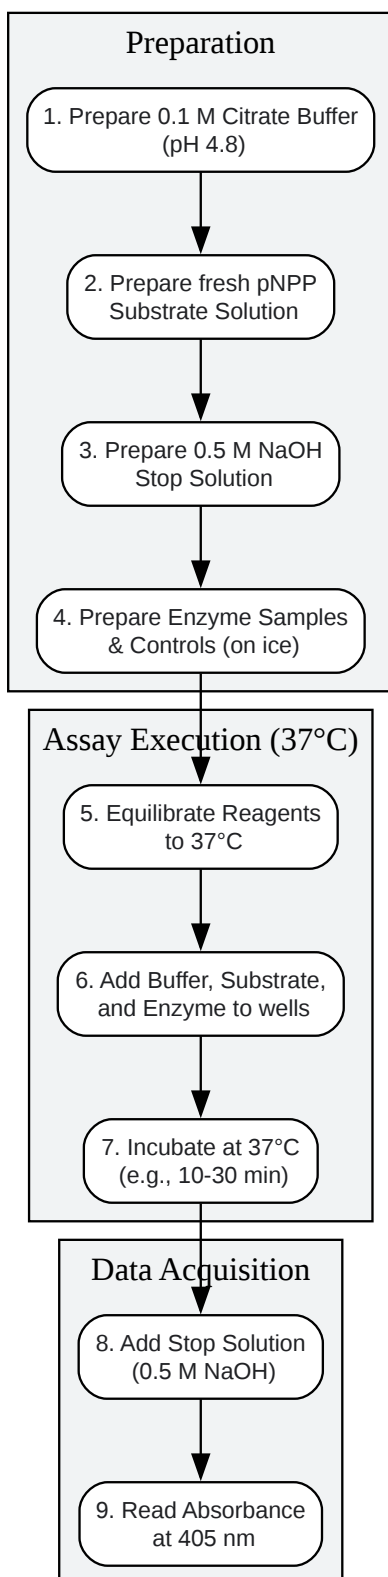 Preparation
1. Prepare 0.1 M Citrate Buffer
(pH 4.8)
2. Prepare fresh pNPP
Substrate Solution
3. Prepare 0.5 M NaOH
Stop Solution
4. Prepare Enzyme Samples
& Controls (on ice)
Assay Execution (37°C)
5. Equilibrate Reagents
to 37°C
6. Add Buffer, Substrate,
and Enzyme to wells
7. Incubate at 37°C
(e.g., 10-30 min)
Data Acquisition
8. Add Stop Solution
(0.5 M NaOH)
9. Read Absorbance
at 405 nm